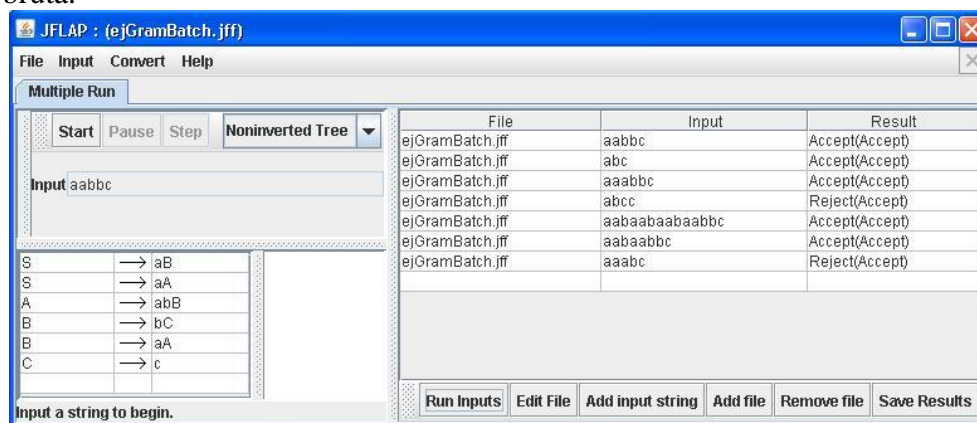 bruta.
JFLAP : (ejGramBatch.jff)
File Input Convert Help
Multiple Run
Start Pause Step Noninverted Tree
Input aabbc
S → aB
S → aA
A → abB
B → bC
B → aA
C → c
Input a string to begin.
File Input Result
ejGramBatch.jff aabbc Accept(Accept)
ejGramBatch.jff abc Accept(Accept)
ejGramBatch.jff aaabbc Accept(Accept)
ejGramBatch.jff abcc Reject(Accept)
ejGramBatch.jff aabaabaabaabbc Accept(Accept)
ejGramBatch.jff aabaabbc Accept(Accept)
ejGramBatch.jff aaabc Reject(Accept)
Run Inputs Edit File Add input string Add file Remove file Save Results